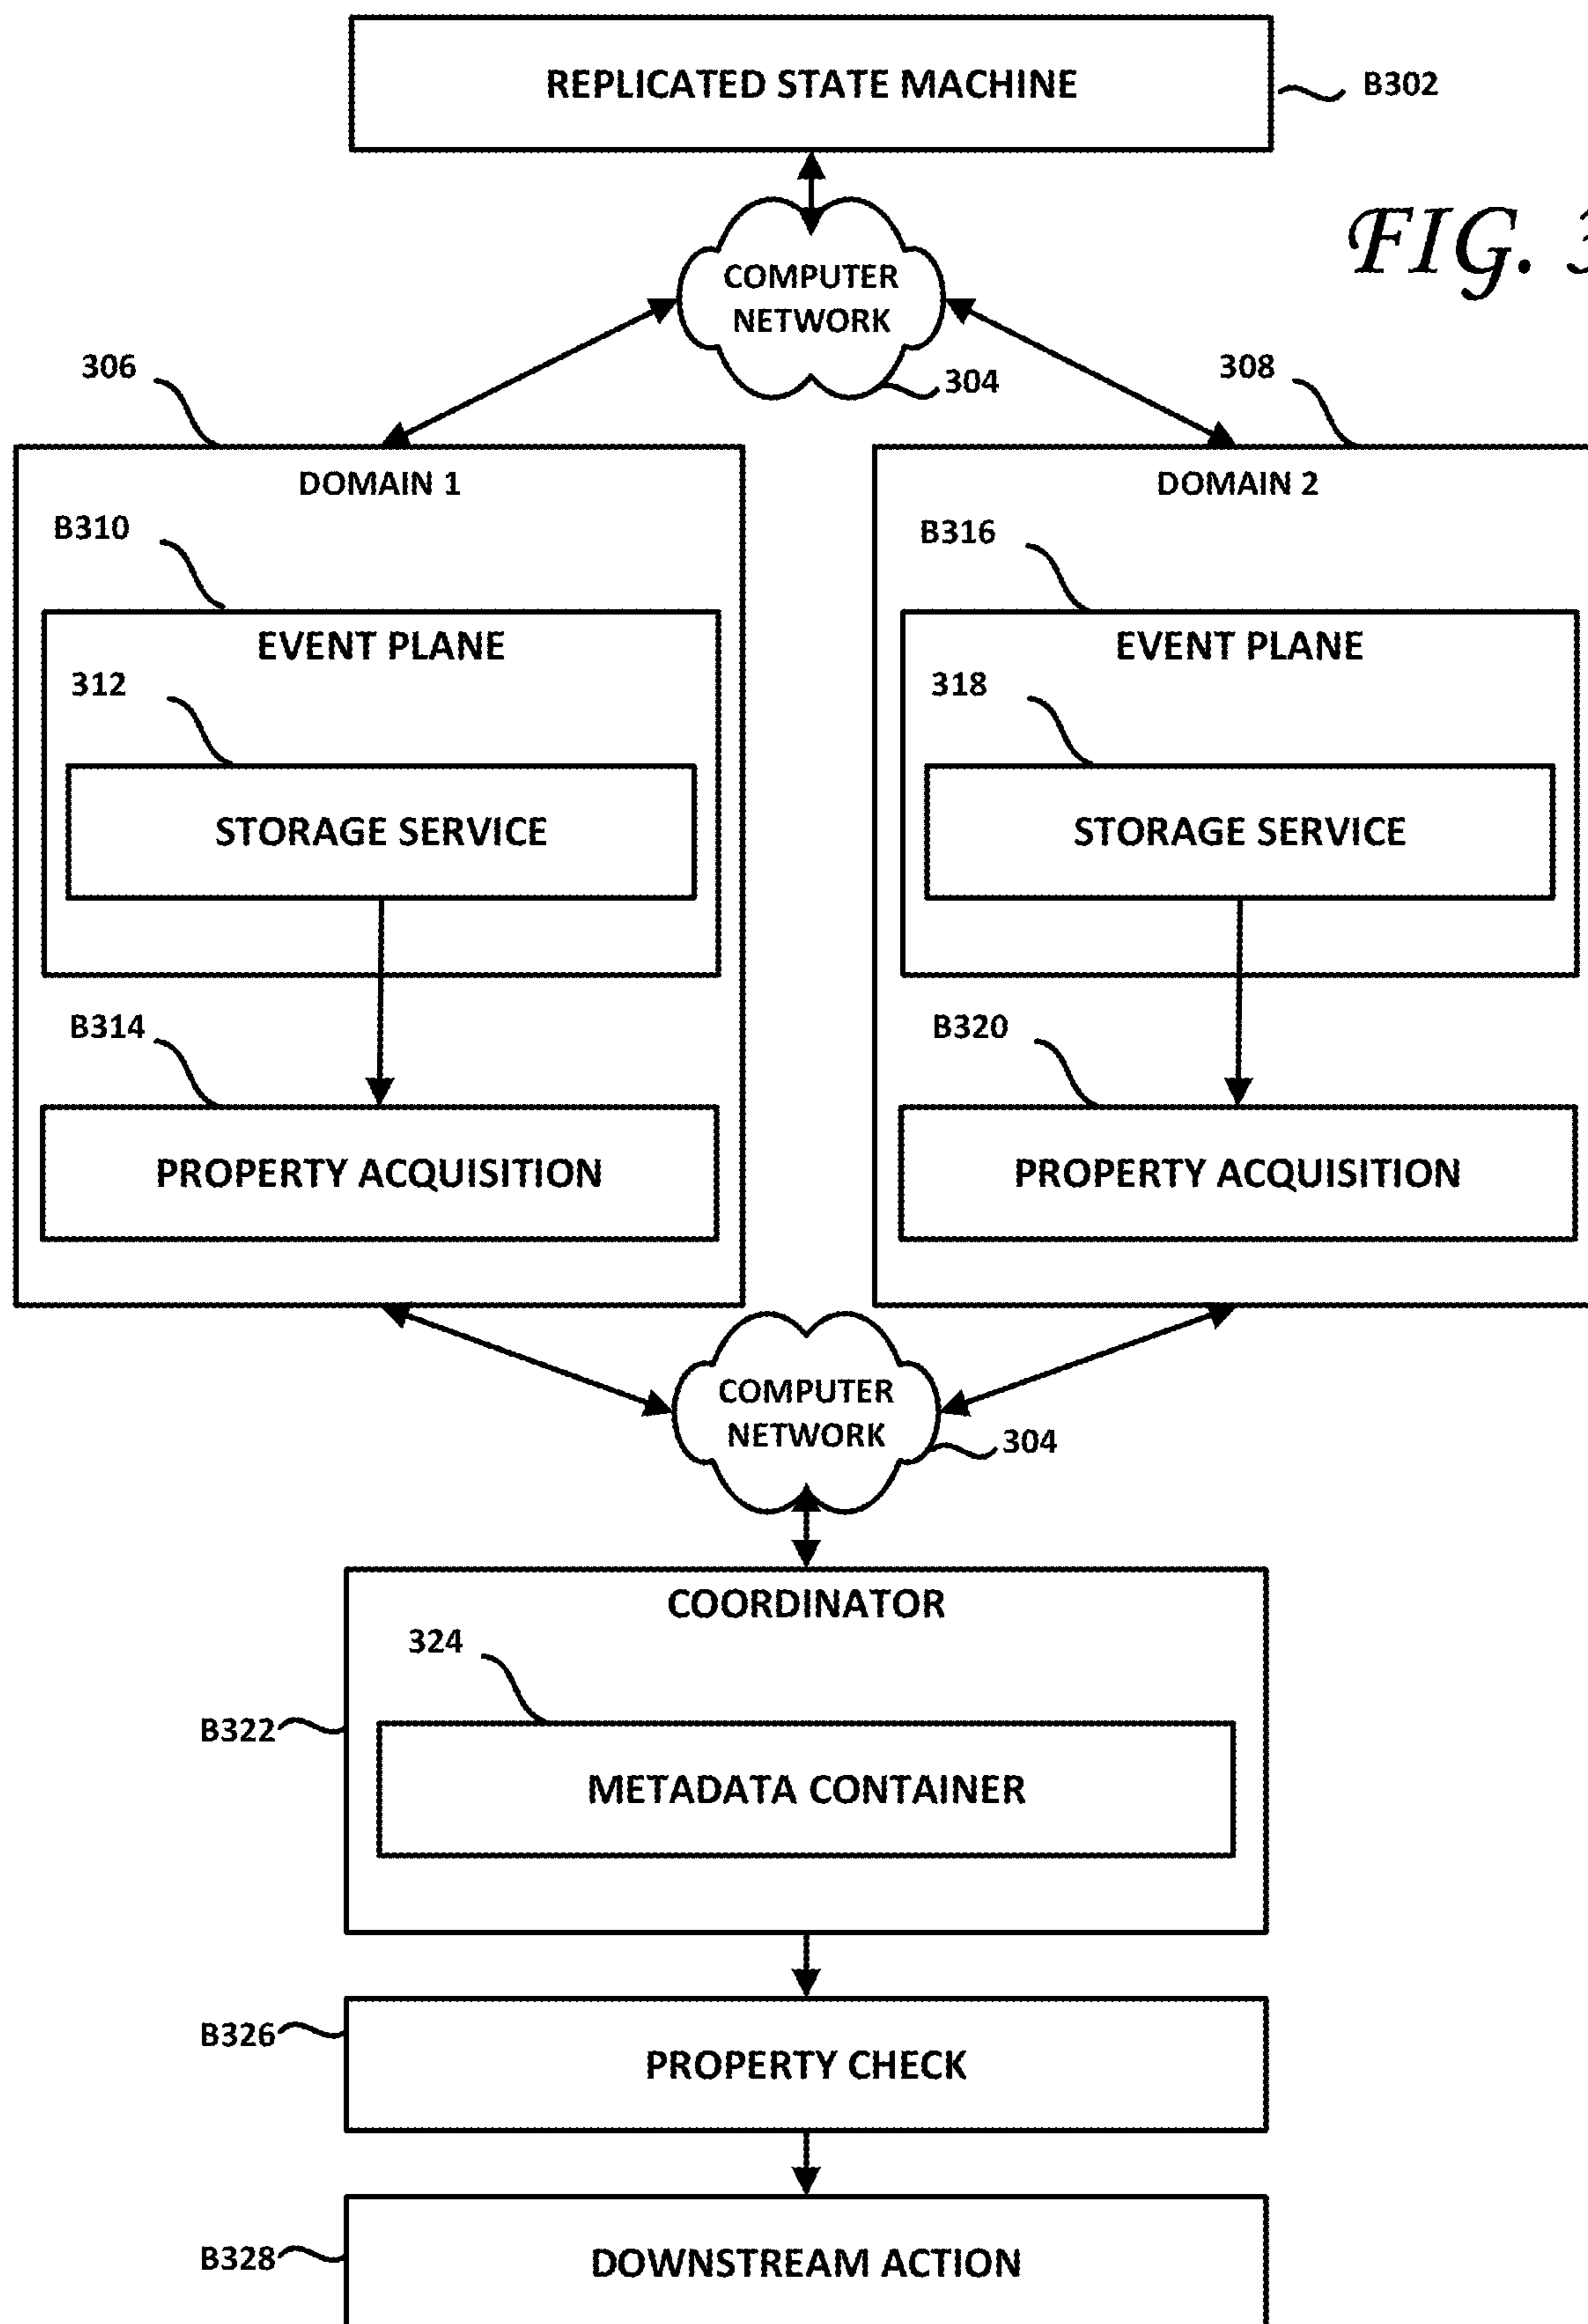 REPLICATED STATE MACHINE
B302
FIG. 3
COMPUTER
NETWORK
304
306
308
DOMAIN 1
DOMAIN 2
B310
B316
EVENT PLANE
EVENT PLANE
312
318
STORAGE SERVICE
STORAGE SERVICE
B314
B320
PROPERTY ACQUISITION
PROPERTY ACQUISITION
COMPUTER
NETWORK
304
COORDINATOR
324
B322
METADATA CONTAINER
B326
PROPERTY CHECK
B328
DOWNSTREAM ACTION